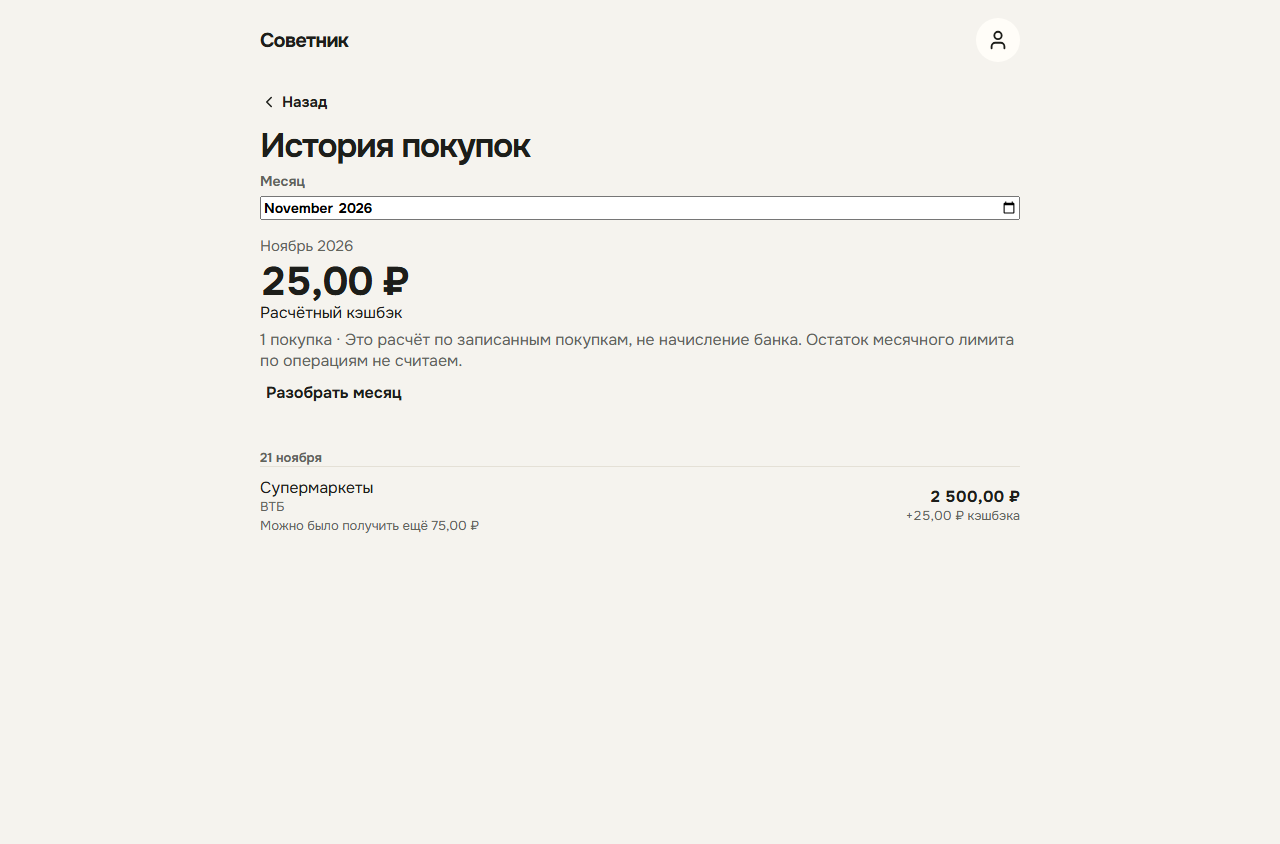 Советник
Назад
История покупок
Месяц
November 2026
Ноябрь 2026
25,00 ₽
Расчётный кэшбэк
1 покупка · Это расчёт по записанным покупкам, не начисление банка. Остаток месячного лимита
по операциям не считаем.
Разобрать месяц
21 ноября
Супермаркеты
2 500,00 ₽
ВТБ
+25,00 ₽ кэшбэка
Можно было получить ещё 75,00 ₽